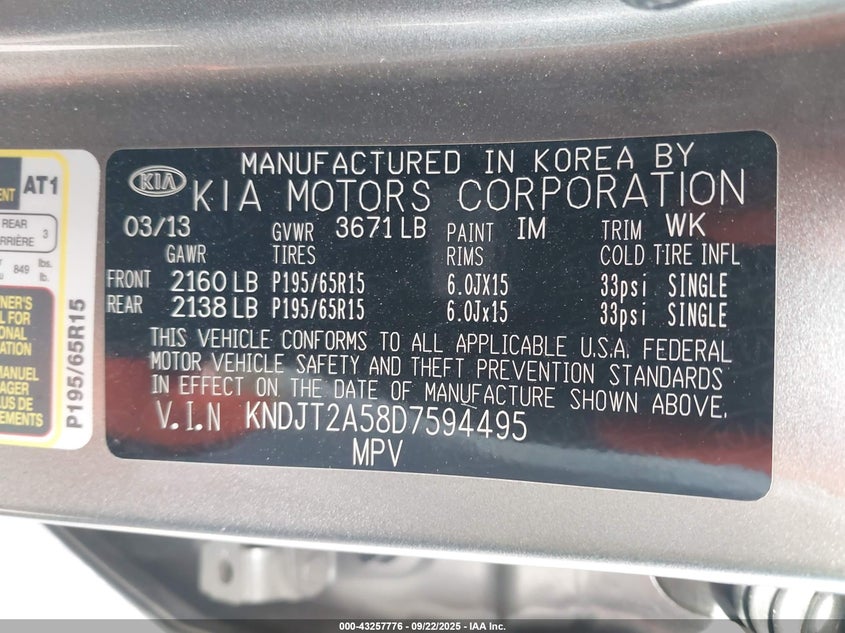 MANUFACTURED IN KOREA BY
KIA KIA MOTORS CORPORATION
03/13 GVWR 3671 LB PAINT IM TRIM WK
GAWR TIRES RIMS COLD TIRE INFL
FRONT 2160 LB P195/65R15 6.0JX15 33psi SINGLE
REAR 2138 LB P195/65R15 6.0Jx15 33psi SINGLE
THIS VEHICLE CONFORMS TO ALL APPLICABLE U.S.A. FEDERAL
MOTOR VEHICLE SAFETY AND THEFT PREVENTION STANDARDS
IN EFFECT ON THE DATE OF MANUFACTURE SHOWN ABOVE.
V.I.N KNDJT2A58D7594495
MPV
AT1
REAR 3
849 lbs.
lb.
P195/65R15
000-43257776 - 09/22/2025 - IAA Inc.